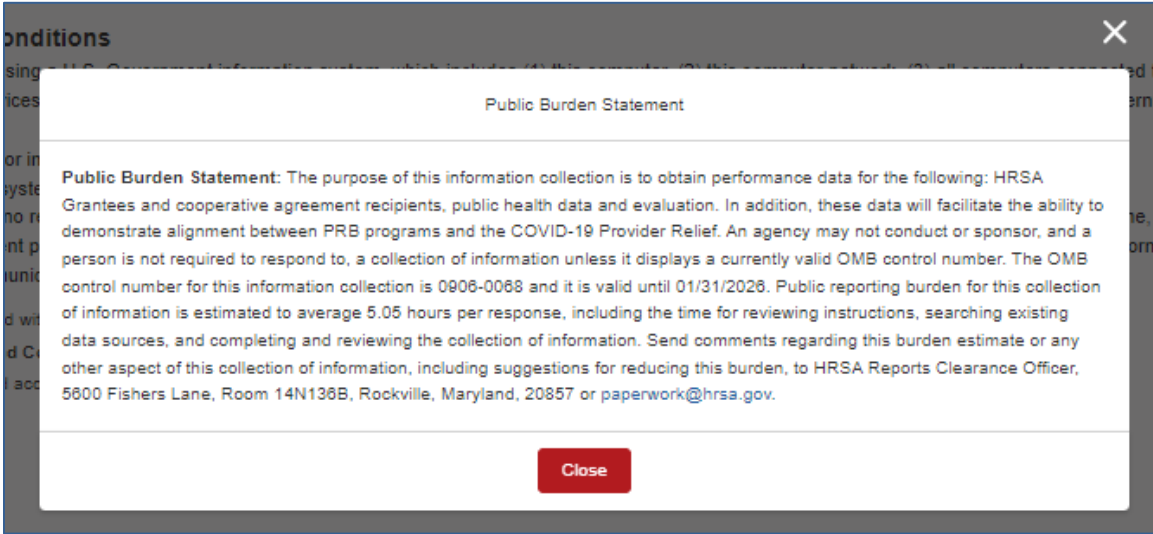 onditions
Public Burden Statement
Public Burden Statement: The purpose of this information collection is to obtain performance data for the following: HRSA
Grantees and cooperative agreement recipients, public health data and evaluation. In addition, these data will facilitate the ability to
demonstrate alignment between PRB programs and the COVID-19 Provider Relief. An agency may not conduct or sponsor, and a
person is not required to respond to, a collection of information unless it displays a currently valid OMB control number. The OMB
control number for this information collection is 0906-0068 and it is valid until 01/31/2026. Public reporting burden for this collection
of information is estimated to average 5.05 hours per response, including the time for reviewing instructions, searching existing
data sources, and completing and reviewing the collection of information. Send comments regarding this burden estimate or any
other aspect of this collection of information, including suggestions for reducing this burden, to HRSA Reports Clearance Officer,
5600 Fishers Lane, Room 14N136B, Rockville, Maryland, 20857 or paperwork@hrsa.gov.
Close